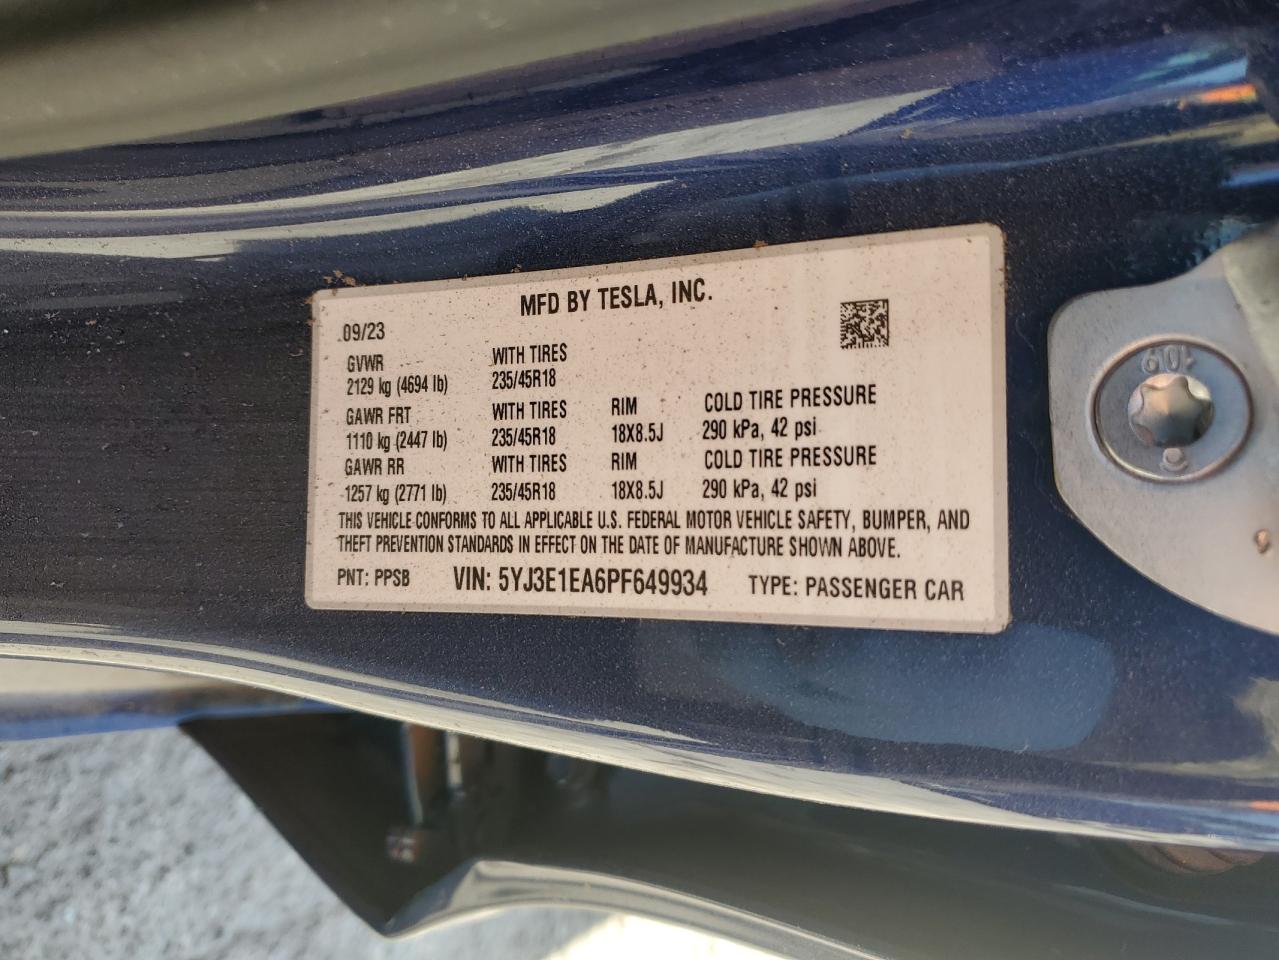 MFD BY TESLA, INC.
09/23
GVWR WITH TIRES
2129 kg (4694 lb) 235/45R18
GAWR FRT WITH TIRES RIM COLD TIRE PRESSURE
1110 kg (2447 lb) 235/45R18 18X8.5J 290 kPa, 42 psi
GAWR RR WITH TIRES RIM COLD TIRE PRESSURE
1257 kg (2771 lb) 235/45R18 18X8.5J 290 kPa, 42 psi
THIS VEHICLE CONFORMS TO ALL APPLICABLE U.S. FEDERAL MOTOR VEHICLE SAFETY, BUMPER, AND
THEFT PREVENTION STANDARDS IN EFFECT ON THE DATE OF MANUFACTURE SHOWN ABOVE.
PNT: PPSB VIN: 5YJ3E1EA6PF649934 TYPE: PASSENGER CAR
10.9